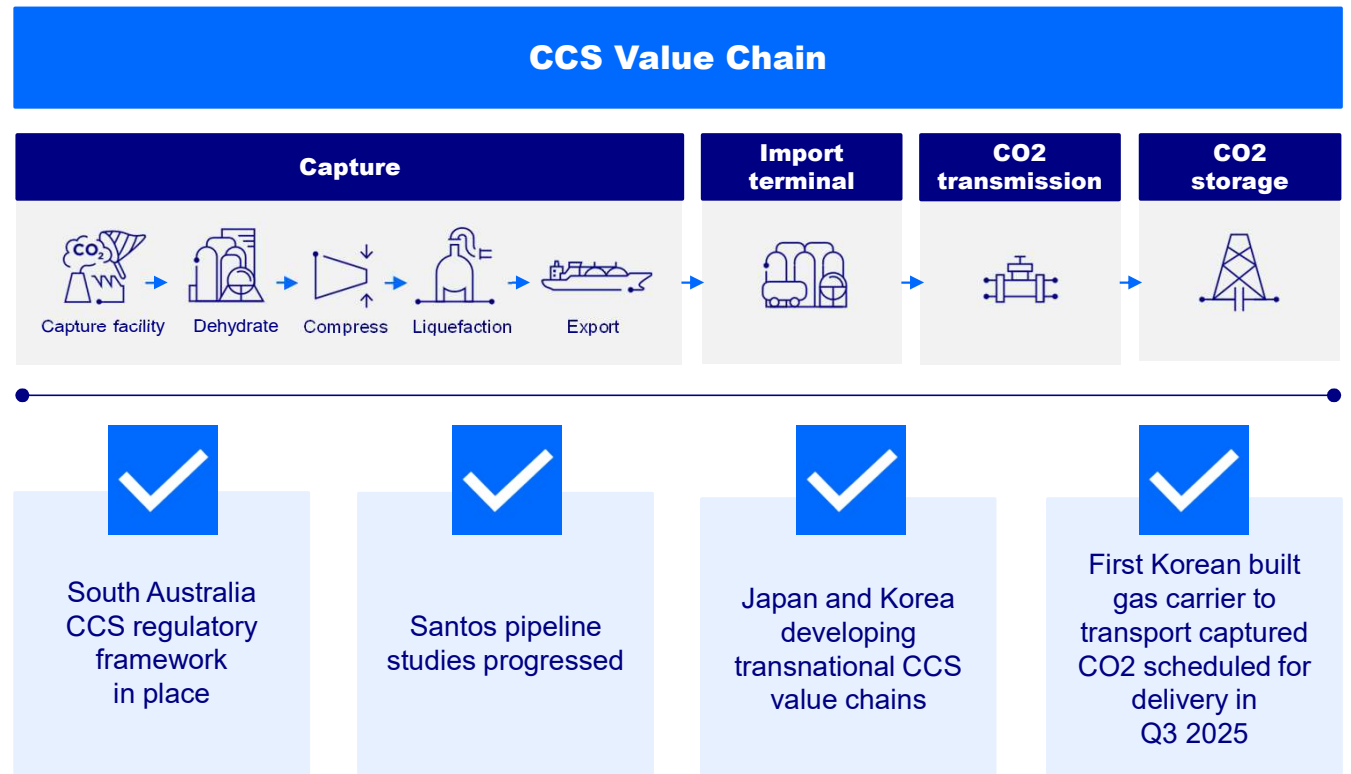 CCS Value Chain
Capture
Import
terminal
CO2
transmission
CO2
storage
CO₂
Capture facility
Dehydrate
Compress
Liquefaction
Export
South Australia
CCS regulatory
framework
in place
Santos pipeline
studies progressed
Japan and Korea
developing
transnational CCS
value chains
First Korean built
gas carrier to
transport captured
CO2 scheduled for
delivery in
Q3 2025